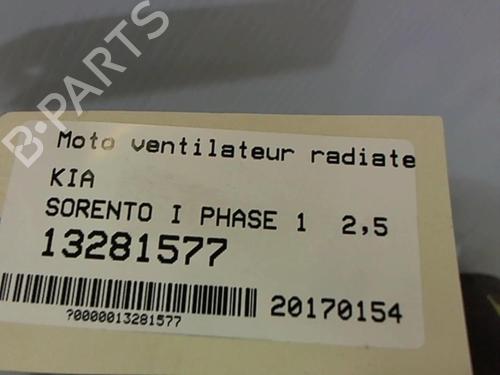 B-PARTS
Moto ventilateur radiate
KIA
SORENTO I PHASE 1 2,5
13281577
20170154
?0000013281577